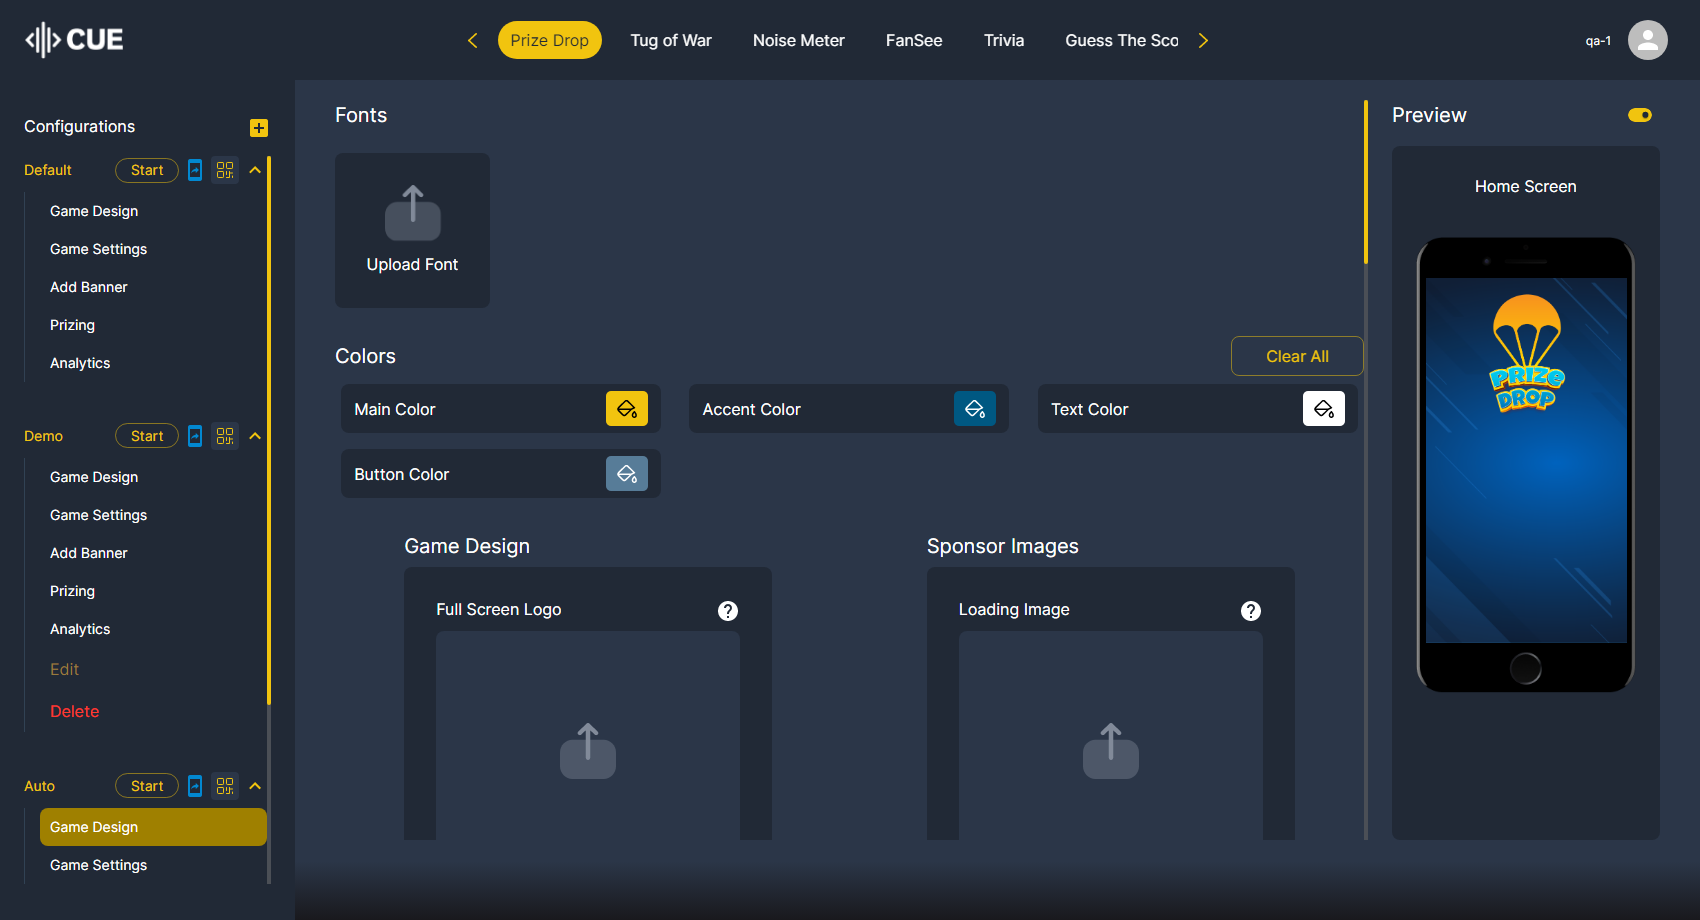 CUE
Prize Drop
Tug of War
Noise Meter
FanSee
Trivia
Guess The Sco
qa-1
Configurations
Default
Start
Game Design
Game Settings
Add Banner
Prizing
Analytics
Demo
Start
Game Design
Game Settings
Add Banner
Prizing
Analytics
Edit
Delete
Auto
Start
Game Design
Game Settings
Fonts
Upload Font
Colors
Clear All
Main Color
Accent Color
Text Color
Button Color
Game Design
Full Screen Logo
?
Sponsor Images
Loading Image
?
Preview
Home Screen
PRIZE
DROP